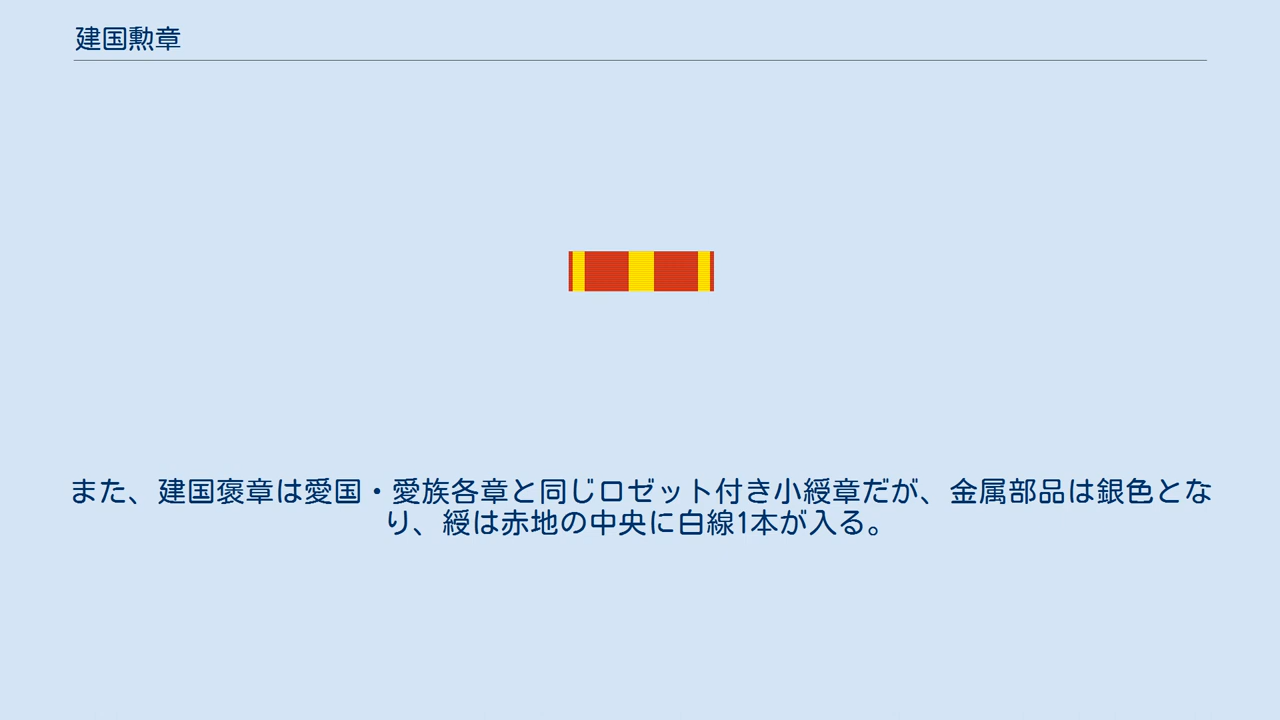 建国勲章
また、建国褒章は愛国・愛族各章と同じロゼット付き小綬章だが、金属部品は銀色とな
り、綬は赤地の中央に白線1本が入る。